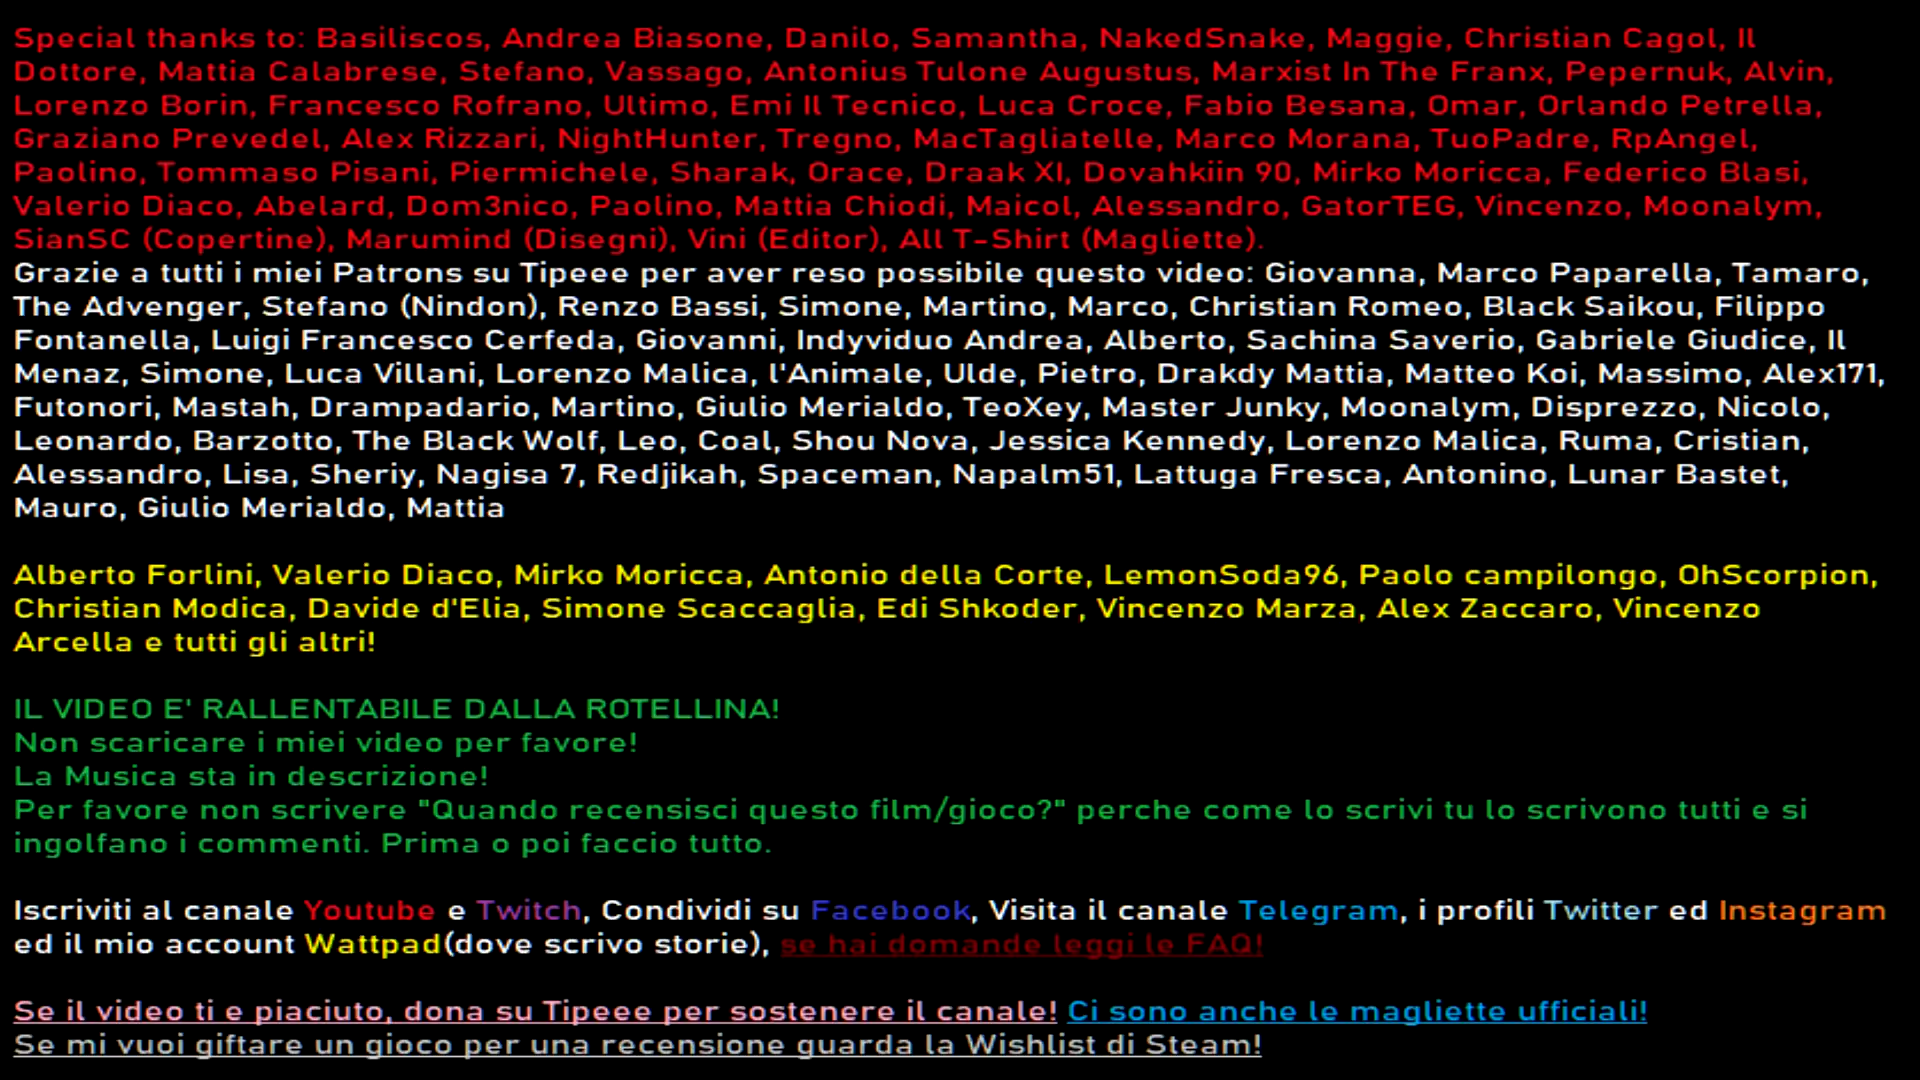 Special thanks to: Basiliscos, Andrea Biasone, Danilo, Samantha, NakedSnake, Maggie, Christian Cagol, Il
Dottore, Mattia Calabrese, Stefano, Vassago, Antonius Tulone Augustus, Marxist In The Franx, Pepernuk, Alvin,
Lorenzo Borin, Francesco Rofrano, Ultimo, Emi Il Tecnico, Luca Croce, Fabio Besana, Omar, Orlando Petrella,
Graziano Prevedel, Alex Rizzari, NightHunter, Tregno, MacTagliatelle, Marco Morana, TuoPadre, RpAngel,
Paolino, Tommaso Pisani, Piermichele, Sharak, Orace, Draak XI, Dovahkiin 90, Mirko Moricca, Federico Blasi,
Valerio Diaco, Abelard, Dom3nico, Paolino, Mattia Chiodi, Maicol, Alessandro, GatorTEG, Vincenzo, Moonalym,
SianSC (Copertine), Marumind (Disegni), Vini (Editor), All T-Shirt (Magliette).
Grazie a tutti i miei Patrons su Tipeee per aver reso possibile questo video: Giovanna, Marco Paparella, Tamaro,
The Advenger, Stefano (Nindon), Renzo Bassi, Simone, Martino, Marco, Christian Romeo, Black Saikou, Filippo
Fontanella, Luigi Francesco Cerfeda, Giovanni, Indyviduo Andrea, Alberto, Sachina Saverio, Gabriele Giudice, Il
Menaz, Simone, Luca Villani, Lorenzo Malica, l'Animale, Ulde, Pietro, Drakdy Mattia, Matteo Koi, Massimo, Alex171,
Futonori, Mastah, Drampadario, Martino, Giulio Merialdo, TeoXey, Master Junky, Moonalym, Disprezzo, Nicolo,
Leonardo, Barzotto, The Black Wolf, Leo, Coal, Shou Nova, Jessica Kennedy, Lorenzo Malica, Ruma, Cristian,
Alessandro, Lisa, Sheriy, Nagisa 7, Redjikah, Spaceman, Napalm51, Lattuga Fresca, Antonino, Lunar Bastet,
Mauro, Giulio Merialdo, Mattia
Alberto Forlini, Valerio Diaco, Mirko Moricca, Antonio della Corte, LemonSoda96, Paolo campilongo, OhScorpion,
Christian Modica, Davide d'Elia, Simone Scaccaglia, Edi Shkoder, Vincenzo Marza, Alex Zaccaro, Vincenzo
Arcella e tutti gli altri!
IL VIDEO E' RALLENTABILE DALLA ROTELLINA!
Non scaricare i miei video per favore!
La Musica sta in descrizione!
Per favore non scrivere "Quando recensisci questo film/gioco?" perche come lo scrivi tu lo scrivono tutti e si
ingolfano i commenti. Prima o poi faccio tutto.
Iscriviti al canale Youtube e Twitch, Condividi su Facebook, Visita il canale Telegram, i profili Twitter ed Instagram
ed il mio account Wattpad(dove scrivo storie), se hai domande leggi le FAQ!
Se il video ti e piaciuto, dona su Tipeee per sostenere il canale! Ci sono anche le magliette ufficiali!
Se mi vuoi giftare un gioco per una recensione guarda la Wishlist di Steam!